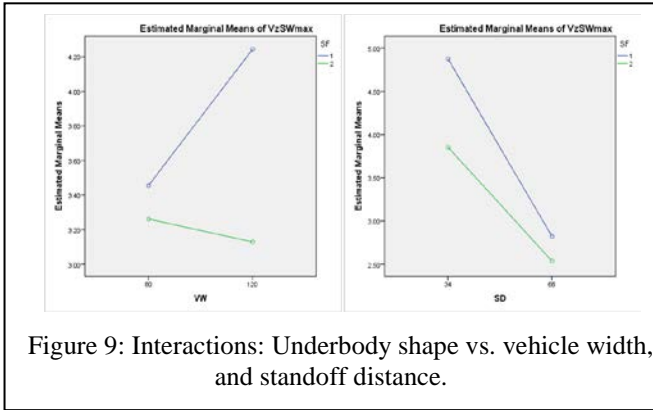 Estimated Marginal Means of VzSWmax
SF
1
2
Estimated Marginal Means
4.20
4.00
3.80
3.60
3.40
3.20
3.00
60
120
VW
Estimated Marginal Means of VzSWmax
SF
1
2
Estimated Marginal Means
5.00
4.50
4.00
3.50
3.00
2.50
34
68
SD
Figure 9: Interactions: Underbody shape vs. vehicle width,
and standoff distance.